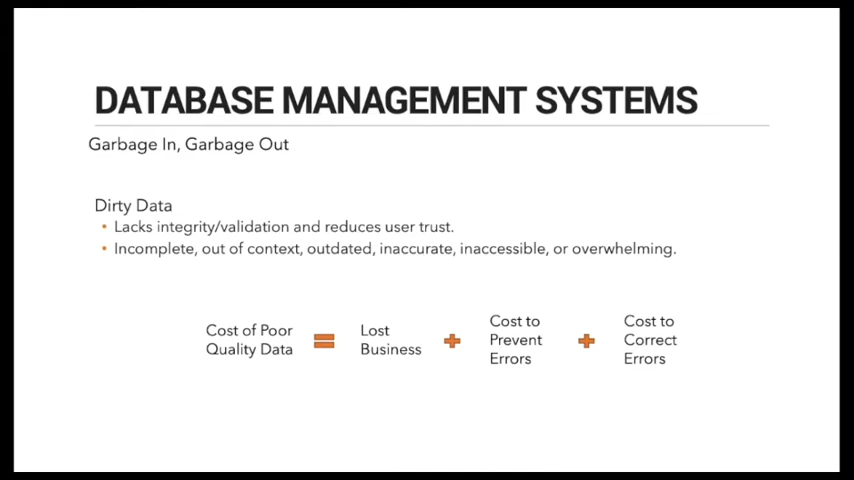 DATABASE MANAGEMENT SYSTEMS
Garbage In, Garbage Out
Dirty Data
• Lacks integrity/validation and reduces user trust.
• Incomplete, out of context, outdated, inaccurate, inaccessible, or overwhelming.
Cost of Poor
Quality Data
=
Lost
Business
+
Cost to
Prevent
Errors
+
Cost to
Correct
Errors